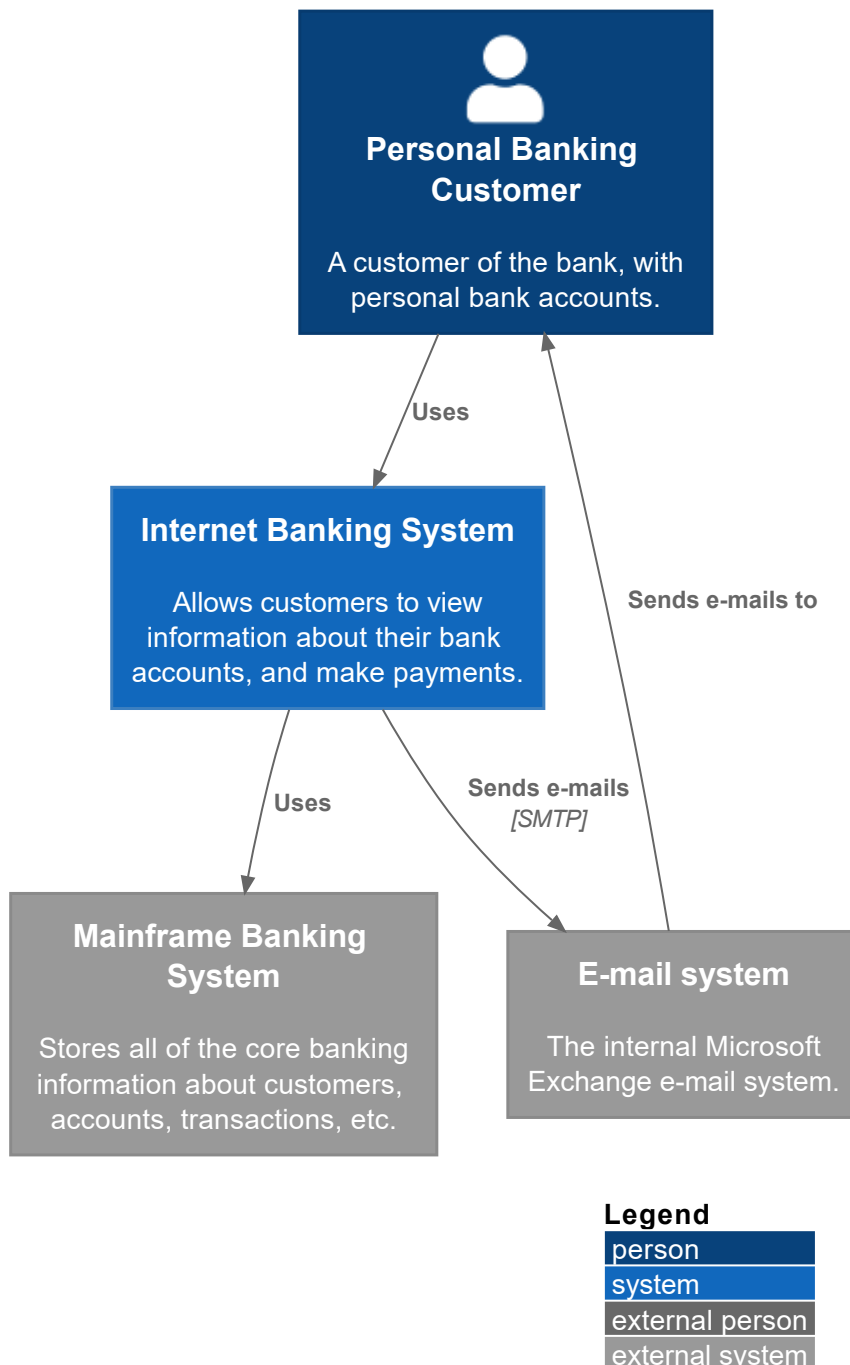 Personal Banking
Customer
A customer of the bank, with
personal bank accounts.
Uses
Internet Banking System
Allows customers to view
information about their bank
accounts, and make payments.
Sends e-mails to
Uses
Sends e-mails
[SMTP]
Mainframe Banking
System
Stores all of the core banking
information about customers,
accounts, transactions, etc.
E-mail system
The internal Microsoft
Exchange e-mail system.
Legend
person
system
external person
external system